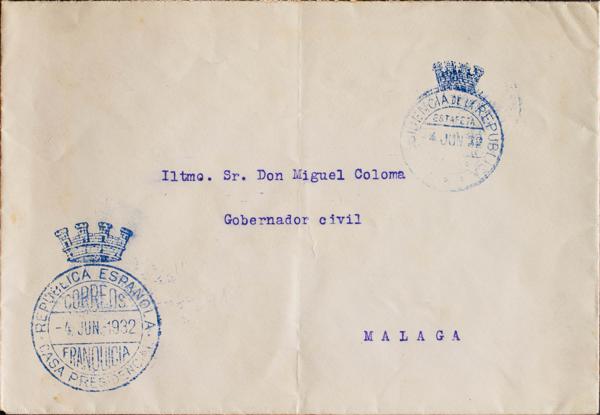 PRESIDENCIA DE LA REPUBLICA
ESTAFETA
4 JUN 32
Iltmo. Sr. Don Miguel Coloma
Gobernador civil
REPUBLICA ESPAÑOLA
CORREOS
-4 JUN.1932
FRANQUICIA
CASA PRESIDENCIAL
MALAGA